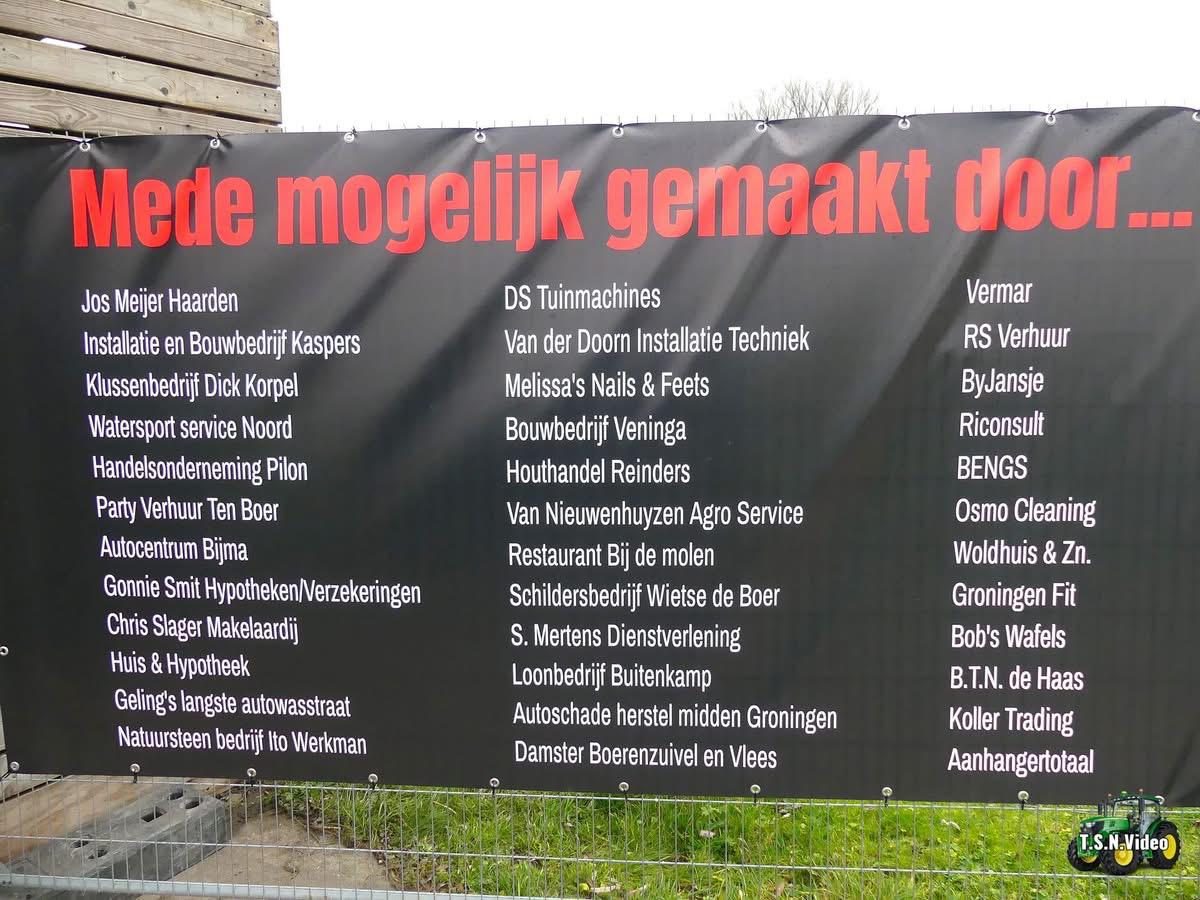 Mede mogelijk gemaakt door...
Jos Meijer Haarden
Installatie en Bouwbedrijf Kaspers
Klussenbedrijf Dick Korpel
Watersport service Noord
Handelsonderneming Pilon
Party Verhuur Ten Boer
Autocentrum Bijma
Gonnie Smit Hypotheken/Verzekeringen
Chris Slager Makelaardij
Huis & Hypotheek
Geling's langste autowasstraat
Natuursteen bedrijf Ito Werkman
DS Tuinmachines
Van der Doorn Installatie Techniek
Melissa's Nails & Feets
Bouwbedrijf Veninga
Houthandel Reinders
Van Nieuwenhuyzen Agro Service
Restaurant Bij de molen
Schildersbedrijf Wietse de Boer
S. Mertens Dienstverlening
Loonbedrijf Buitenkamp
Autoschade herstel midden Groningen
Damster Boerenzuivel en Vlees
Vermar
RS Verhuur
ByJansje
Riconsult
BENGS
Osmo Cleaning
Woldhuis & Zn.
Groningen Fit
Bob's Wafels
B.T.N. de Haas
Koller Trading
Aanhangertotaal
T.S.N.Video